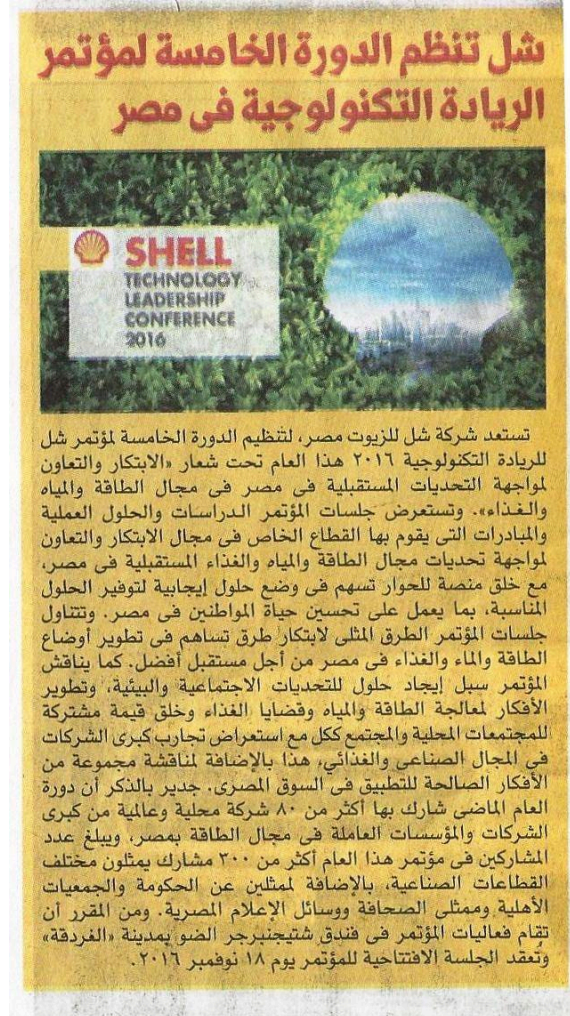 شل تنظم الدورة الخامسة لمؤتمر
الريادة التكنولوجية فى مصر
SHELL
TECHNOLOGY
LEADERSHIP
CONFERENCE
2016
تستعد شركة شل للزيوت مصر، لتنظيم الدورة الخامسة لمؤتمر شل
للريادة التكنولوجية ٢٠١٦ هذا العام تحت شعار «الابتكار والتعاون
لمواجهة التحديات المستقبلية فى مصر فى مجال الطاقة والمياه
والغذاء». وتستعرض جلسات المؤتمر الدراسات والحلول العملية
والمبادرات التى يقوم بها القطاع الخاص فى مجال الابتكار والتعاون
لمواجهة تحديات مجال الطاقة والمياه والغذاء المستقبلية فى مصر،
مع خلق منصة للحوار تسهم فى وضع حلول إيجابية لتوفير الحلول
المناسبة، بما يعمل على تحسين حياة المواطنين فى مصر. وتتناول
جلسات المؤتمر الطرق المثلى لابتكار طرق تساهم فى تطوير أوضاع
الطاقة والماء والغذاء فى مصر من أجل مستقبل أفضل. كما يناقش
المؤتمر سبل إيجاد حلول للتحديات الاجتماعية والبيئية، وتطوير
الأفكار لمعالجة الطاقة والمياه وقضايا الغذاء وخلق قيمة مشتركة
للمجتمعات المحلية والمجتمع ككل مع استعراض تجارب كبرى الشركات
فى المجال الصناعى والغذائي، هذا بالإضافة لمناقشة مجموعة من
الأفكار الصالحة للتطبيق فى السوق المصرى. جدير بالذكر أن دورة
العام الماضى شارك بها أكثر من ٨٠ شركة محلية وعالمية من كبرى
الشركات والمؤسسات العاملة فى مجال الطاقة بمصر، ويبلغ عدد
المشاركين فى مؤتمر هذا العام أكثر من ٣٠٠ مشارك يمثلون مختلف
القطاعات الصناعية، بالإضافة لممثلين عن الحكومة والجمعيات
الأهلية وممثلى الصحافة ووسائل الإعلام المصرية. ومن المقرر أن
تقام فعاليات المؤتمر فى فندق شتيجنبرجر الضو بمدينة «الغردقة»
وتُعقد الجلسة الافتتاحية للمؤتمر يوم ١٨ نوفمبر ٢٠١٦.